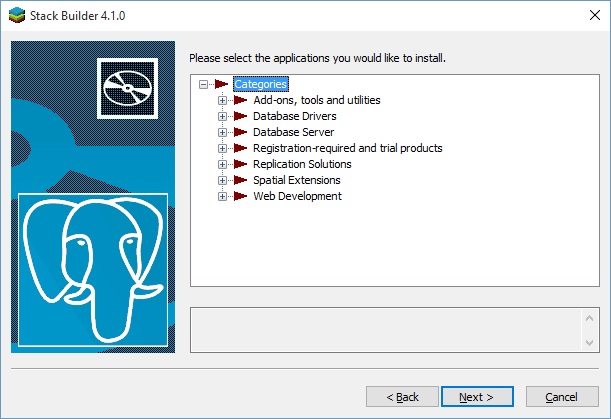 Stack Builder 4.1.0
Please select the applications you would like to install.
Categories
Add-ons, tools and utilities
Database Drivers
Database Server
Registration-required and trial products
Replication Solutions
Spatial Extensions
Web Development
< Back
Next >
Cancel